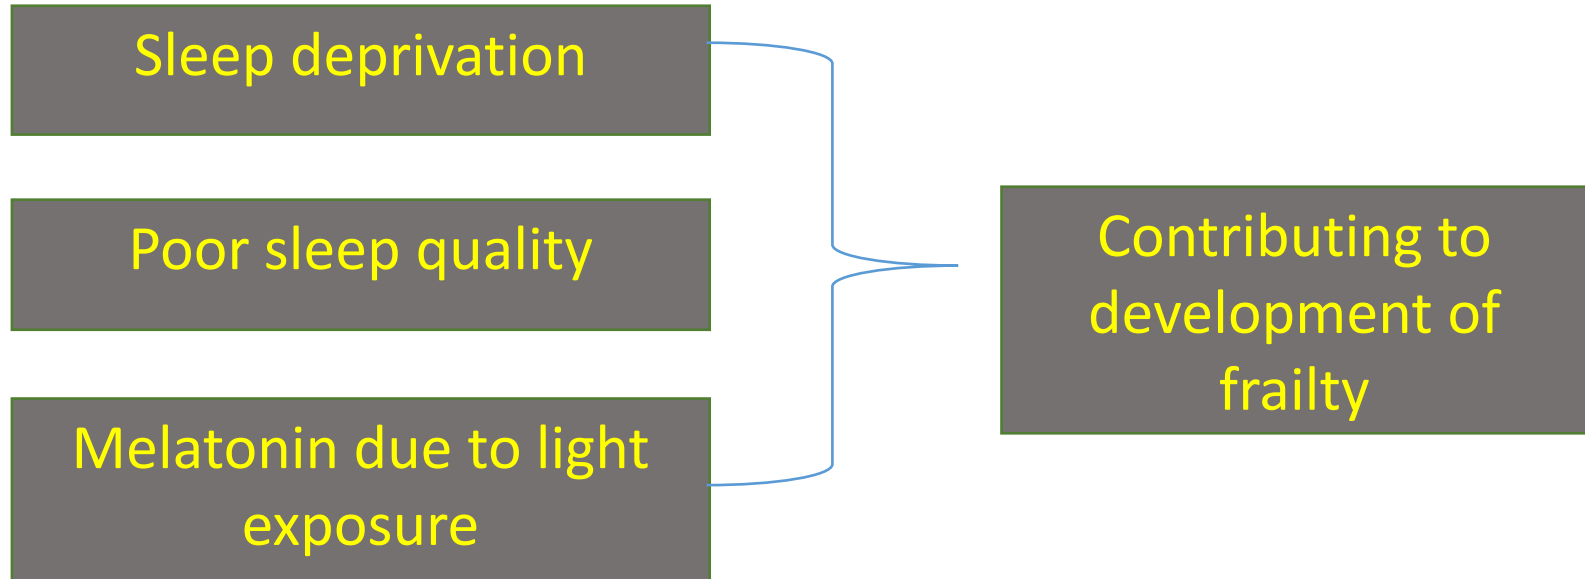 Sleep deprivation
Poor sleep quality
Melatonin due to light
exposure
Contributing to
development of
frailty